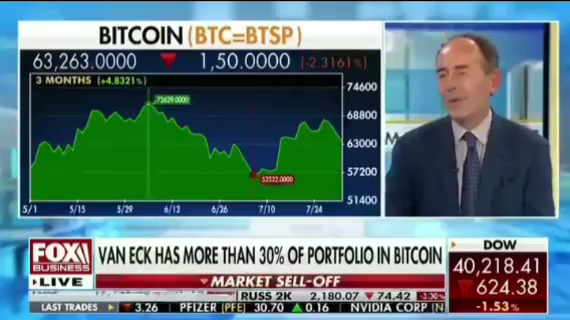 BITCOIN (BTC=BTSP)
63,263.0000 ▼ 1,50.0000 (-2.3161%)
3 MONTHS (+4.8321%)
74600
68800
63000
57200
51400
53522.0000
5/1 5/15 5/29 6/12 6/26 7/10 7/24
M
FOX
BUSINESS
LIVE
VAN ECK HAS MORE THAN 30% OF PORTFOLIO IN BITCOIN
MARKET SELL-OFF
DOW
40,218.41
▼ 624.38
-1.53%
RUSS 2K 2,180.07 ▼ 74.42 -3.30%
LAST TRADES ▶ 3.26 PFIZER (PFE) 30.70 ▲ 0.16 NVIDIA CORP (N